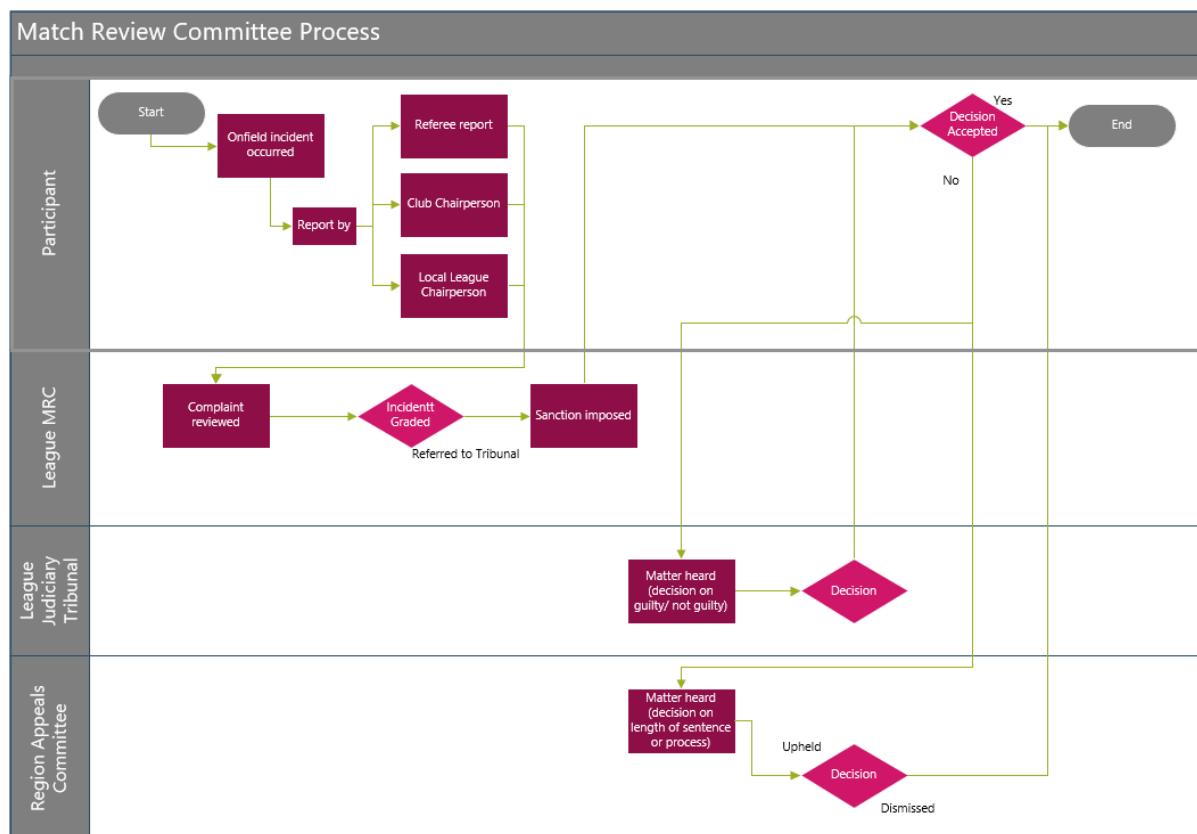 Match Review Committee Process
Participant
Start
Onfield incident
occurred
Report by
Referee report
Club Chairperson
Local League
Chairperson
Decision
Accepted
Yes
No
End
League MRC
Complaint
reviewed
Incidentt
Graded
Referred to Tribunal
Sanction imposed
League
Judiciary
Tribunal
Matter heard
(decision on
guilty/ not guilty)
Decision
Region Appeals
Committee
Matter heard
(decision on
length of sentence
or process)
Upheld
Decision
Dismissed